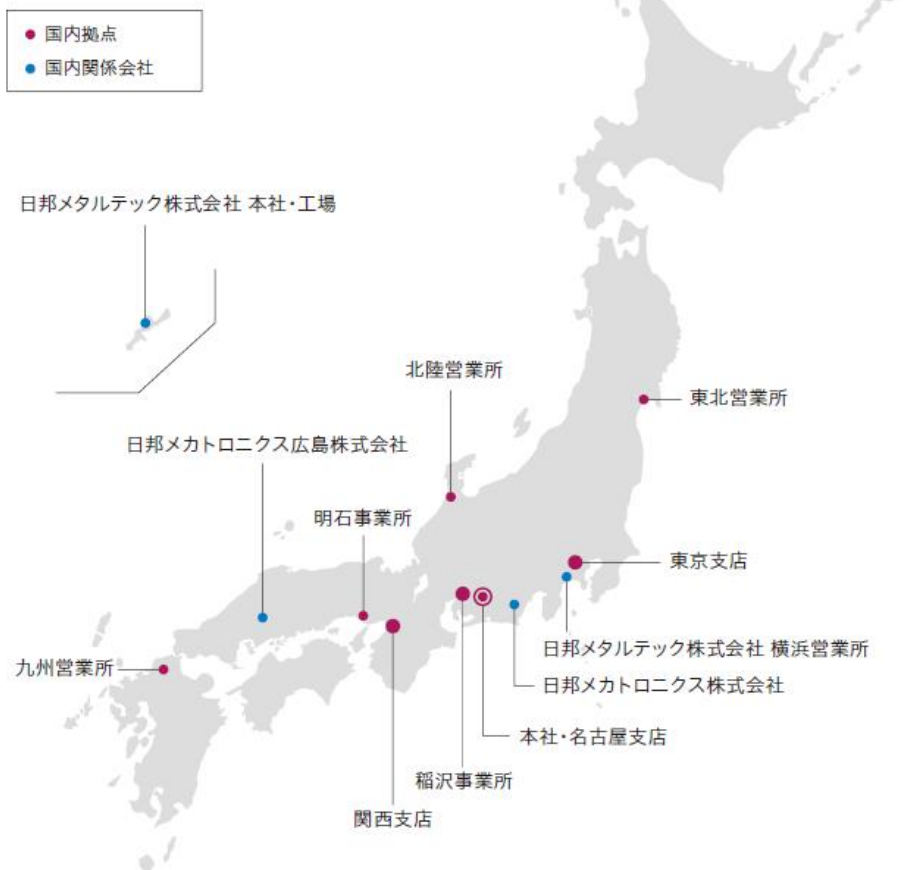 国内拠点
国内関係会社
日邦メタルテック株式会社 本社・工場
北陸営業所
東北営業所
日邦メカトロニクス広島株式会社
明石事業所
東京支店
日邦メタルテック株式会社 横浜営業所
九州営業所
日邦メカトロニクス株式会社
本社・名古屋支店
稲沢事業所
関西支店